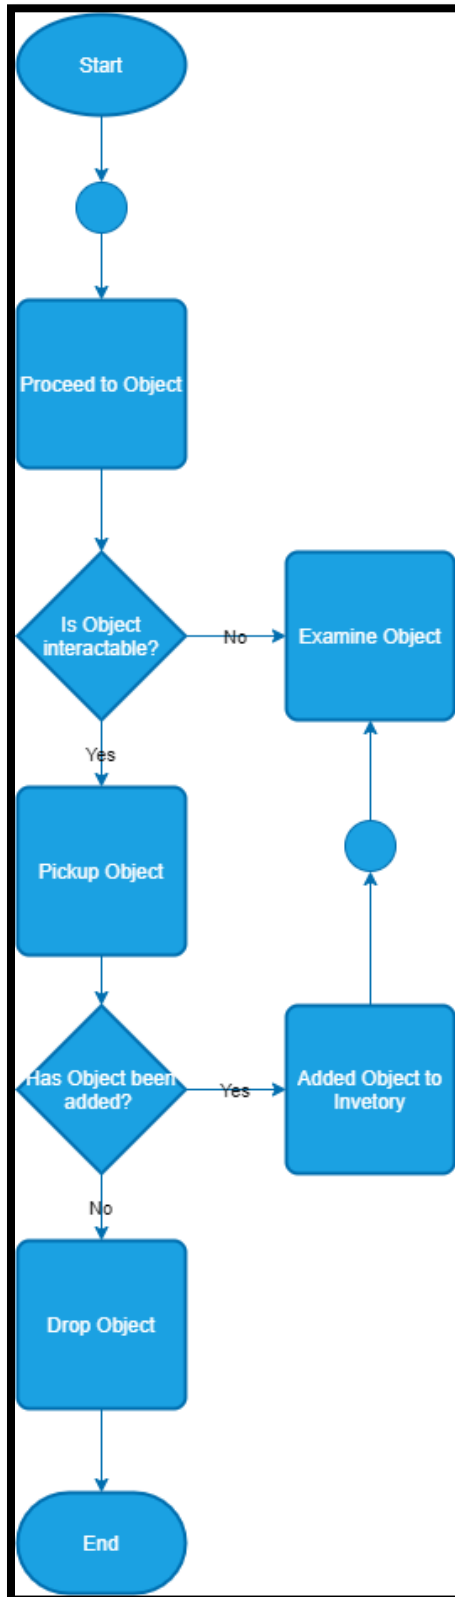 Start
Proceed to Object
Is Object
interactable?
No
Examine Object
Yes
Pickup Object
Has Object been
added?
Yes
Added Object to
Invetory
No
Drop Object
End